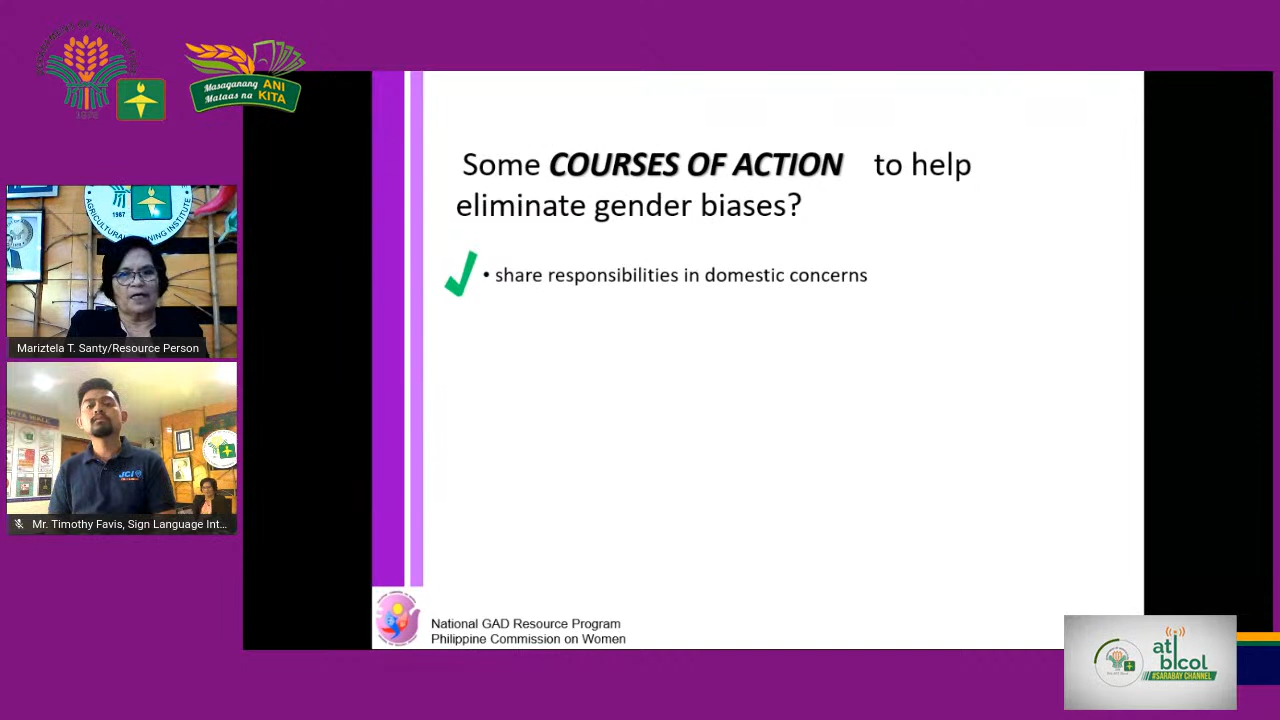 Masaganang ANI
Mataas na KITA
AGRICULTURAL TRAINING INSTITUTE
1987
Mariztela T. Santy/Resource Person
JCI
Mr. Timothy Favis, Sign Language Int...
Some COURSES OF ACTION to help
eliminate gender biases?
• share responsibilities in domestic concerns
National GAD Resource Program
Philippine Commission on Women
ati
bicol
#SARABAY CHANNEL